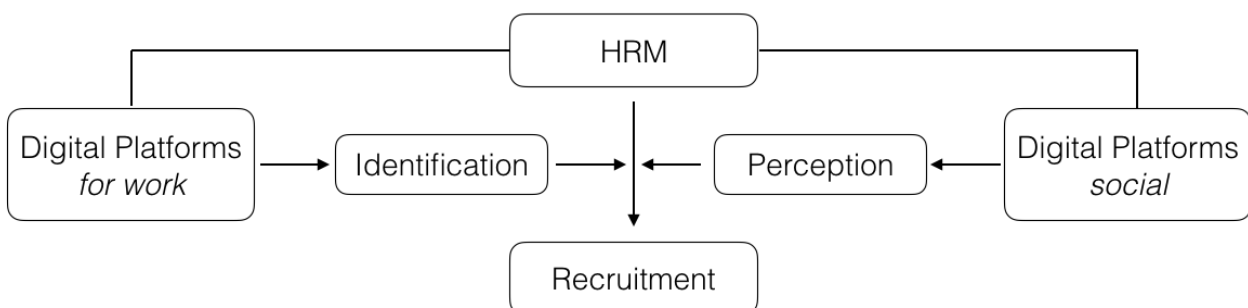 HRM
Digital Platforms
for work
Identification
Perception
Digital Platforms
social
Recruitment